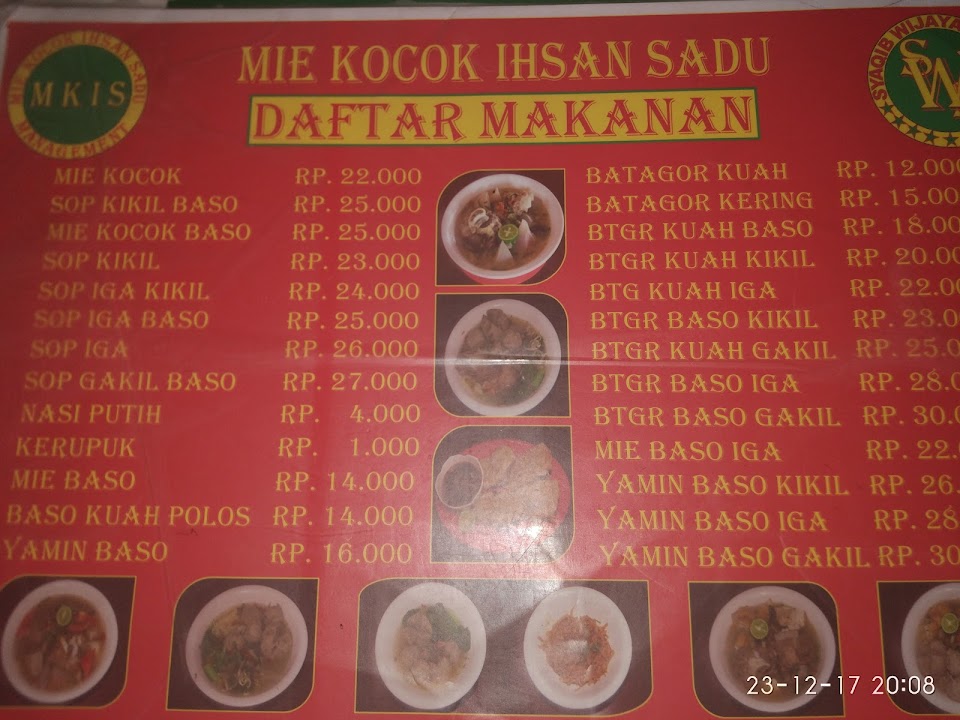 MIE KOCOK IHSAN SADU
MKIS
MANAGEMENT
MIE KOCOK IHSAN SADU
DAFTAR MAKANAN
SYAQIB WIJAYA
SW
MIE KOCOK RP. 22.000
SOP KIKIL BASO RP. 25.000
MIE KOCOK BASO RP. 25.000
SOP KIKIL RP. 23.000
SOP IGA KIKIL RP. 24.000
SOP IGA BASO RP. 25.000
SOP IGA RP. 26.000
SOP GAKIL BASO RP. 27.000
NASI PUTIH RP. 4.000
KERUPUK RP. 1.000
MIE BASO RP. 14.000
BASO KUAH POLOS RP. 14.000
YAMIN BASO RP. 16.000
BATAGOR KUAH RP. 12.000
BATAGOR KERING RP. 15.000
BTGR KUAH BASO RP. 18.00
BTGR KUAH KIKIL RP. 20.00
BTG KUAH IGA RP. 22.00
BTGR BASO KIKIL RP. 23.0
BTGR KUAH GAKIL RP. 25.0
BTGR BASO IGA RP. 28.0
BTGR BASO GAKIL RP. 30.0
MIE BASO IGA RP. 22.
YAMIN BASO KIKIL RP. 26.
YAMIN BASO IGA RP. 28
YAMIN BASO GAKIL RP. 30
23-12-17 20:08